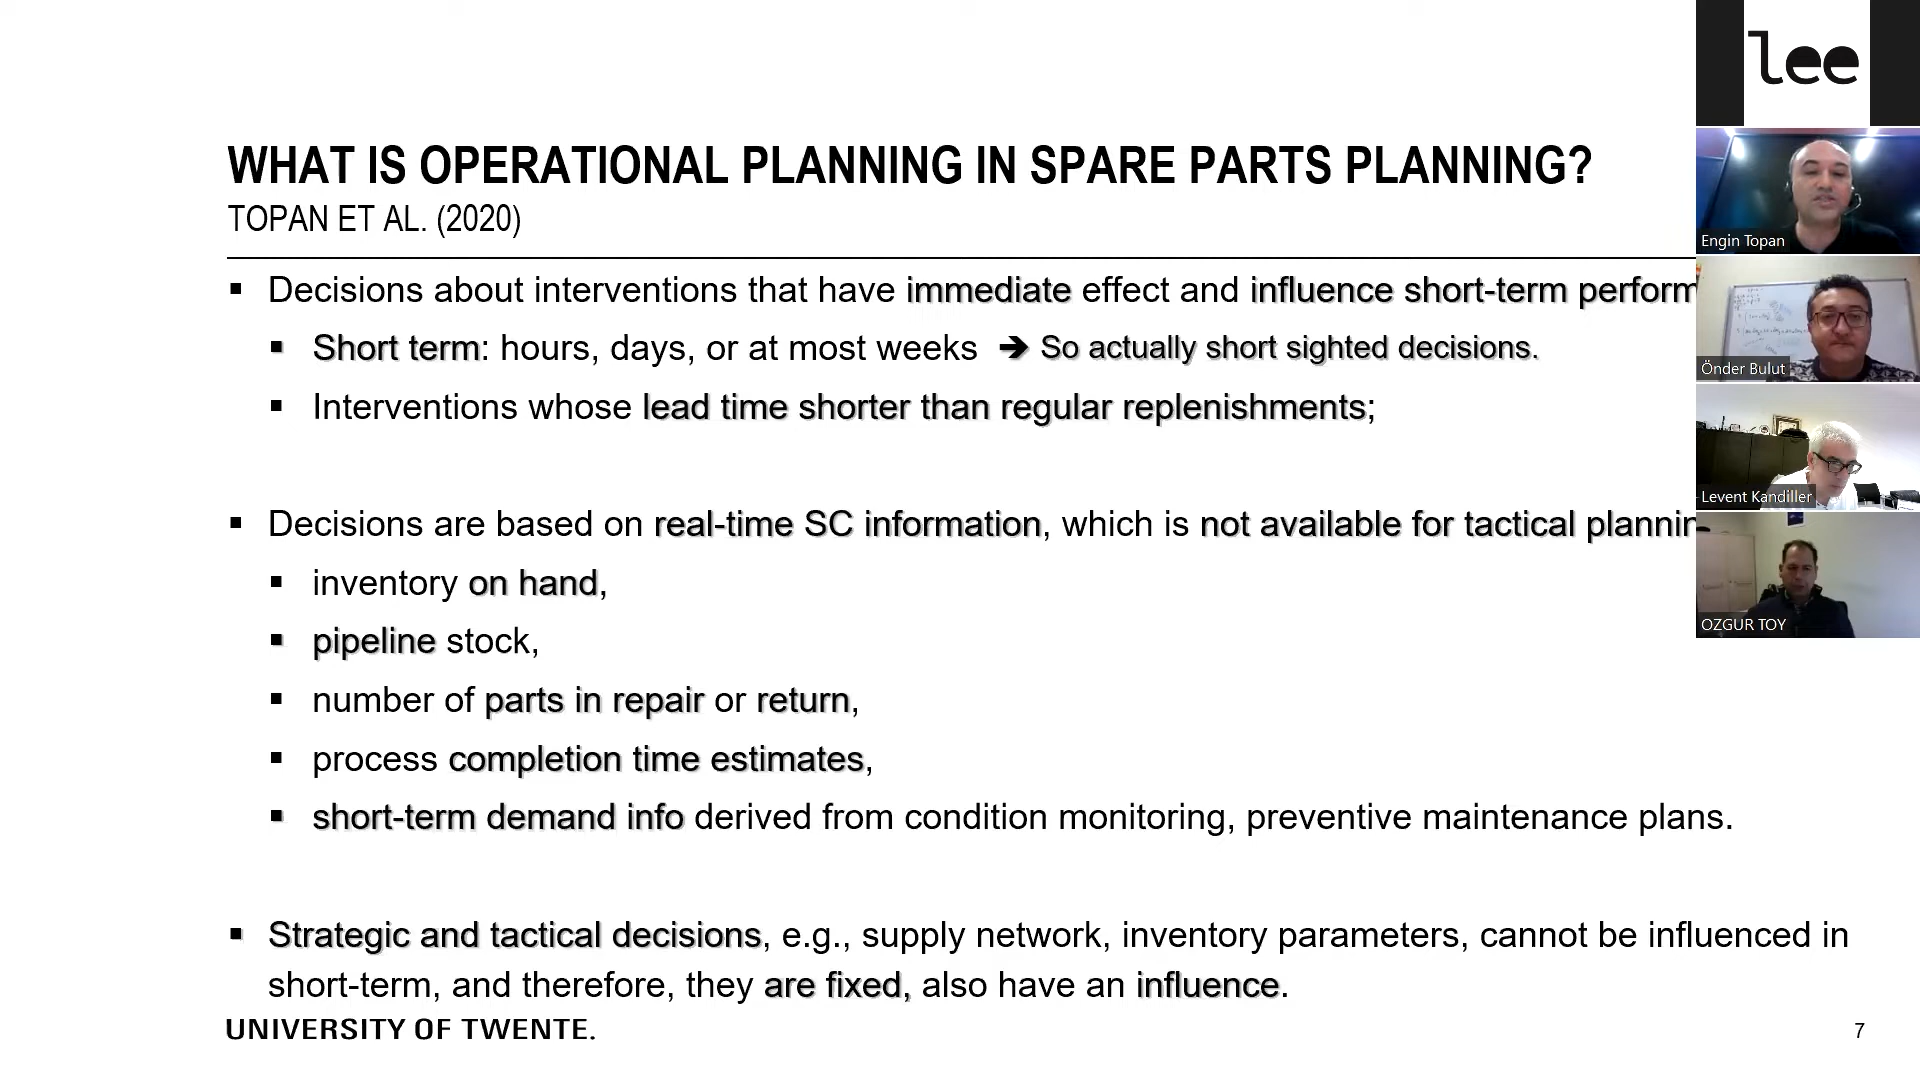 WHAT IS OPERATIONAL PLANNING IN SPARE PARTS PLANNING?
TOPAN ET AL. (2020)
▪ Decisions about interventions that have immediate effect and influence short-term perform
▪ Short term: hours, days, or at most weeks ➔ So actually short sighted decisions.
▪ Interventions whose lead time shorter than regular replenishments;
▪ Decisions are based on real-time SC information, which is not available for tactical plannin
▪ inventory on hand,
▪ pipeline stock,
▪ number of parts in repair or return,
▪ process completion time estimates,
▪ short-term demand info derived from condition monitoring, preventive maintenance plans.
▪ Strategic and tactical decisions, e.g., supply network, inventory parameters, cannot be influenced in
short-term, and therefore, they are fixed, also have an influence.
UNIVERSITY OF TWENTE.
7
lee
Engin Topan
Önder Bulut
Levent Kandiller
OZGUR TOY